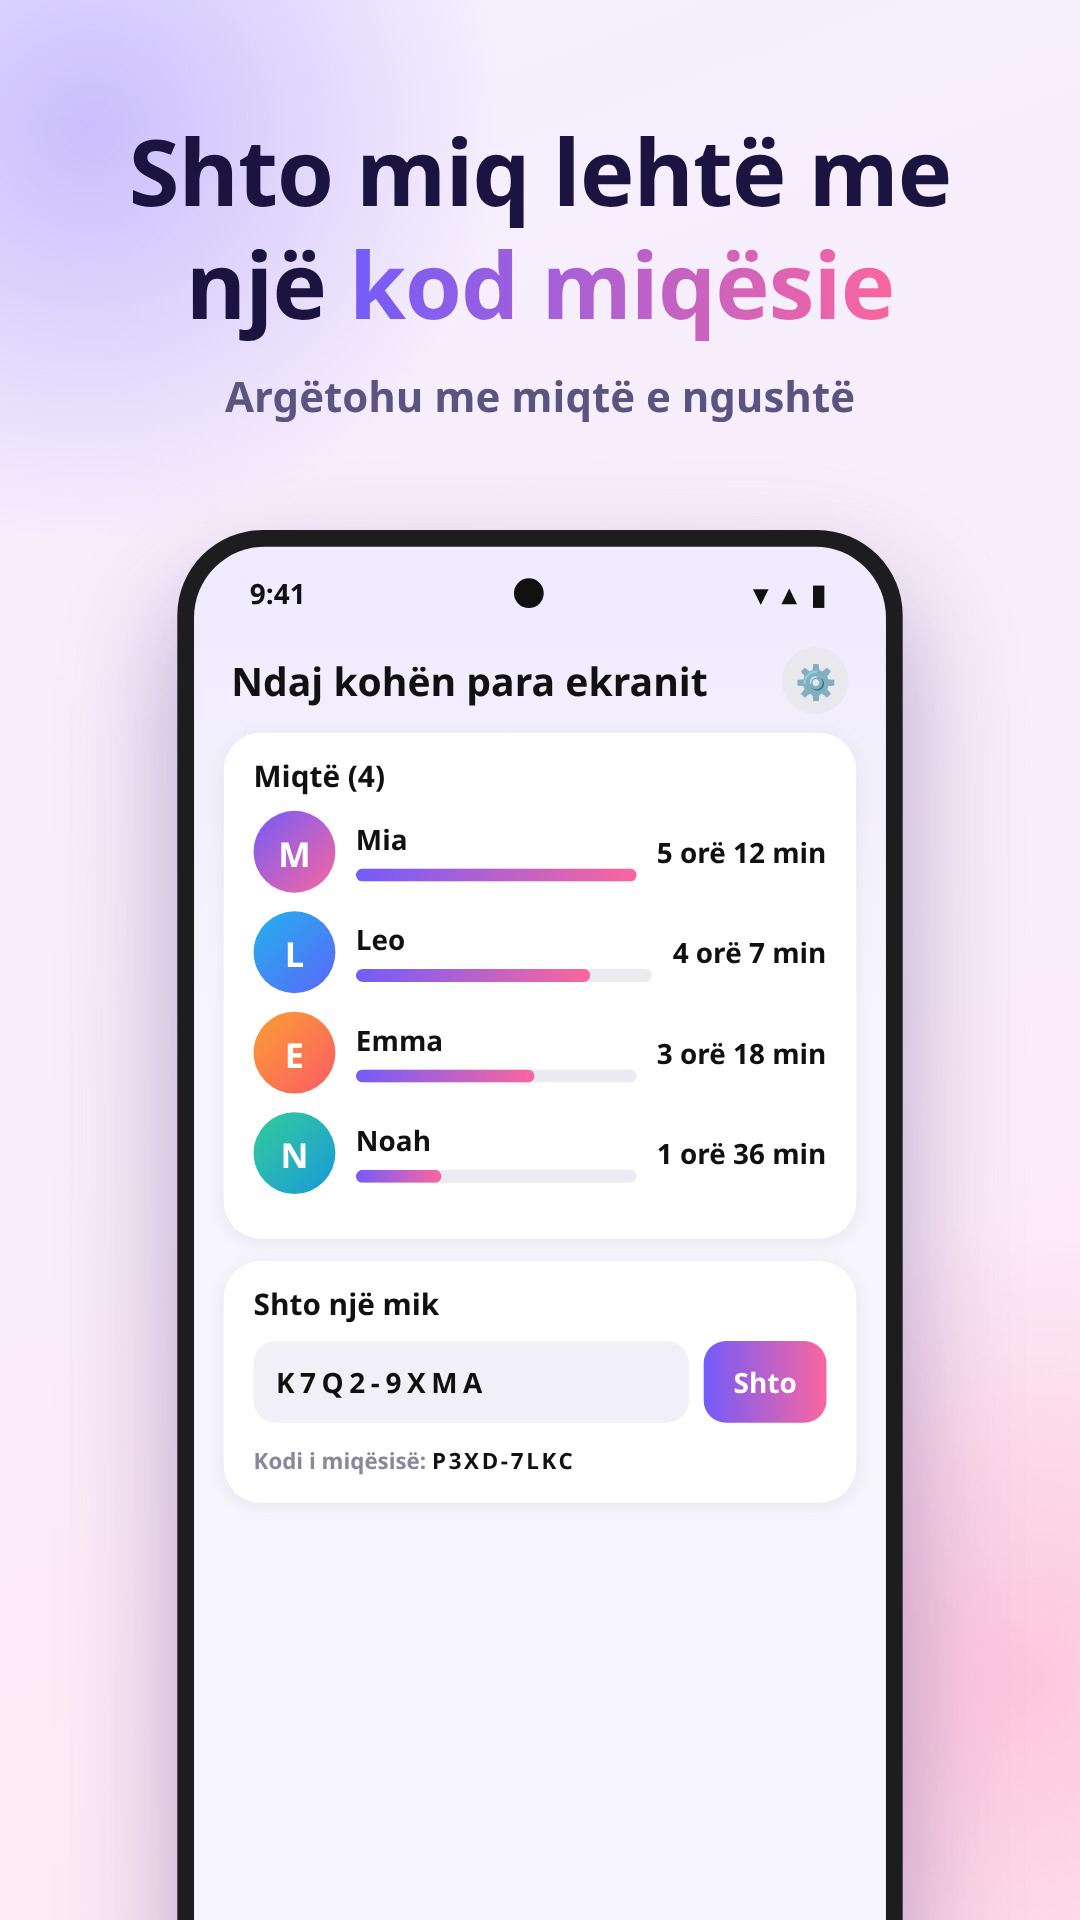 Shto miq lehtë me
një kod miqësie
Argëtohu me miqtë e ngushtë
9:41
Ndaj kohën para ekranit
Miqtë (4)
M
Mia
5 orë 12 min
L
Leo
4 orë 7 min
E
Emma
3 orë 18 min
N
Noah
1 orë 36 min
Shto një mik
K7Q2-9XMA
Shto
Kodi i miqësisë: P3XD-7LKC